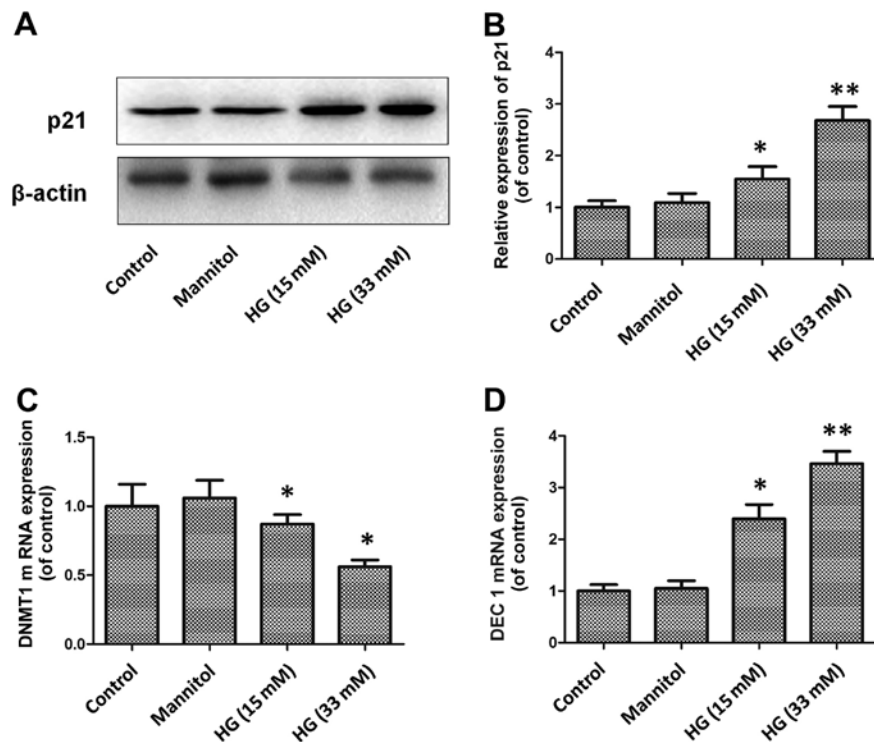 A
p21
β-actin
Control
Mannitol
HG (15 mM)
HG (33 mM)
B
Relative expression of p21
(of control)
4
3
2
1
0
*
**
Control
Mannitol
HG (15 mM)
HG (33 mM)
C
DNMT1 m RNA expression
(of control)
1.5
1.0
0.5
0.0
*
*
Control
Mannitol
HG (15 mM)
HG (33 mM)
D
DEC 1 mRNA expression
(of control)
4
3
2
1
0
*
**
Control
Mannitol
HG (15 mM)
HG (33 mM)